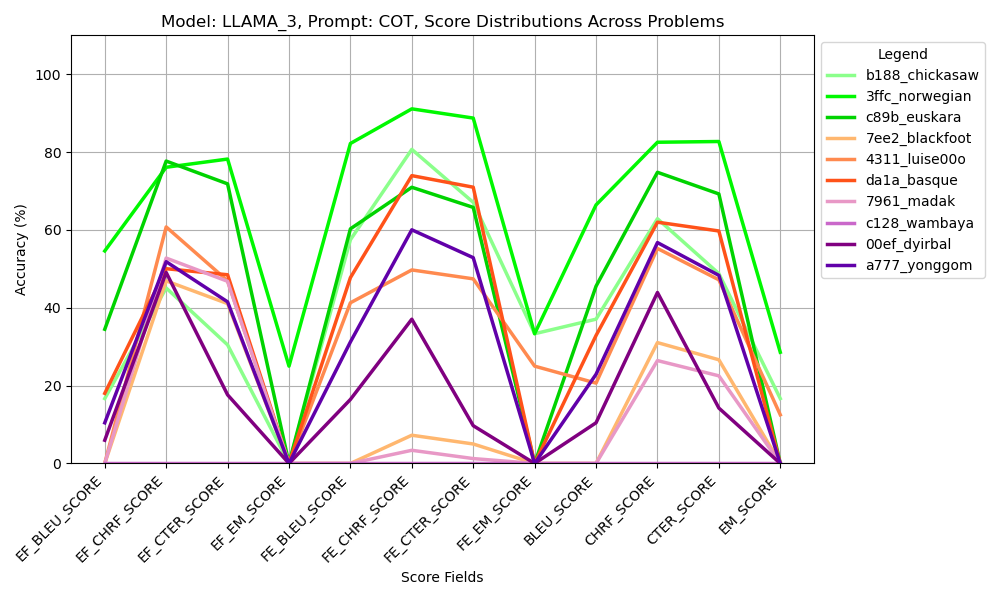 Model: LLAMA_3, Prompt: COT, Score Distributions Across Problems
Accuracy (%)
100
80
60
40
20
0
EF_BLEU_SCORE
EF_CHRF_SCORE
EF_CTER_SCORE
EF_EM_SCORE
FE_BLEU_SCORE
FE_CHRF_SCORE
FE_CTER_SCORE
FE_EM_SCORE
BLEU_SCORE
CHRF_SCORE
CTER_SCORE
EM_SCORE
Score Fields
Legend
b188_chickasaw
3ffc_norwegian
c89b_euskara
7ee2_blackfoot
4311_luise00o
da1a_basque
7961_madak
c128_wambaya
00ef_dyirbal
a777_yonggom